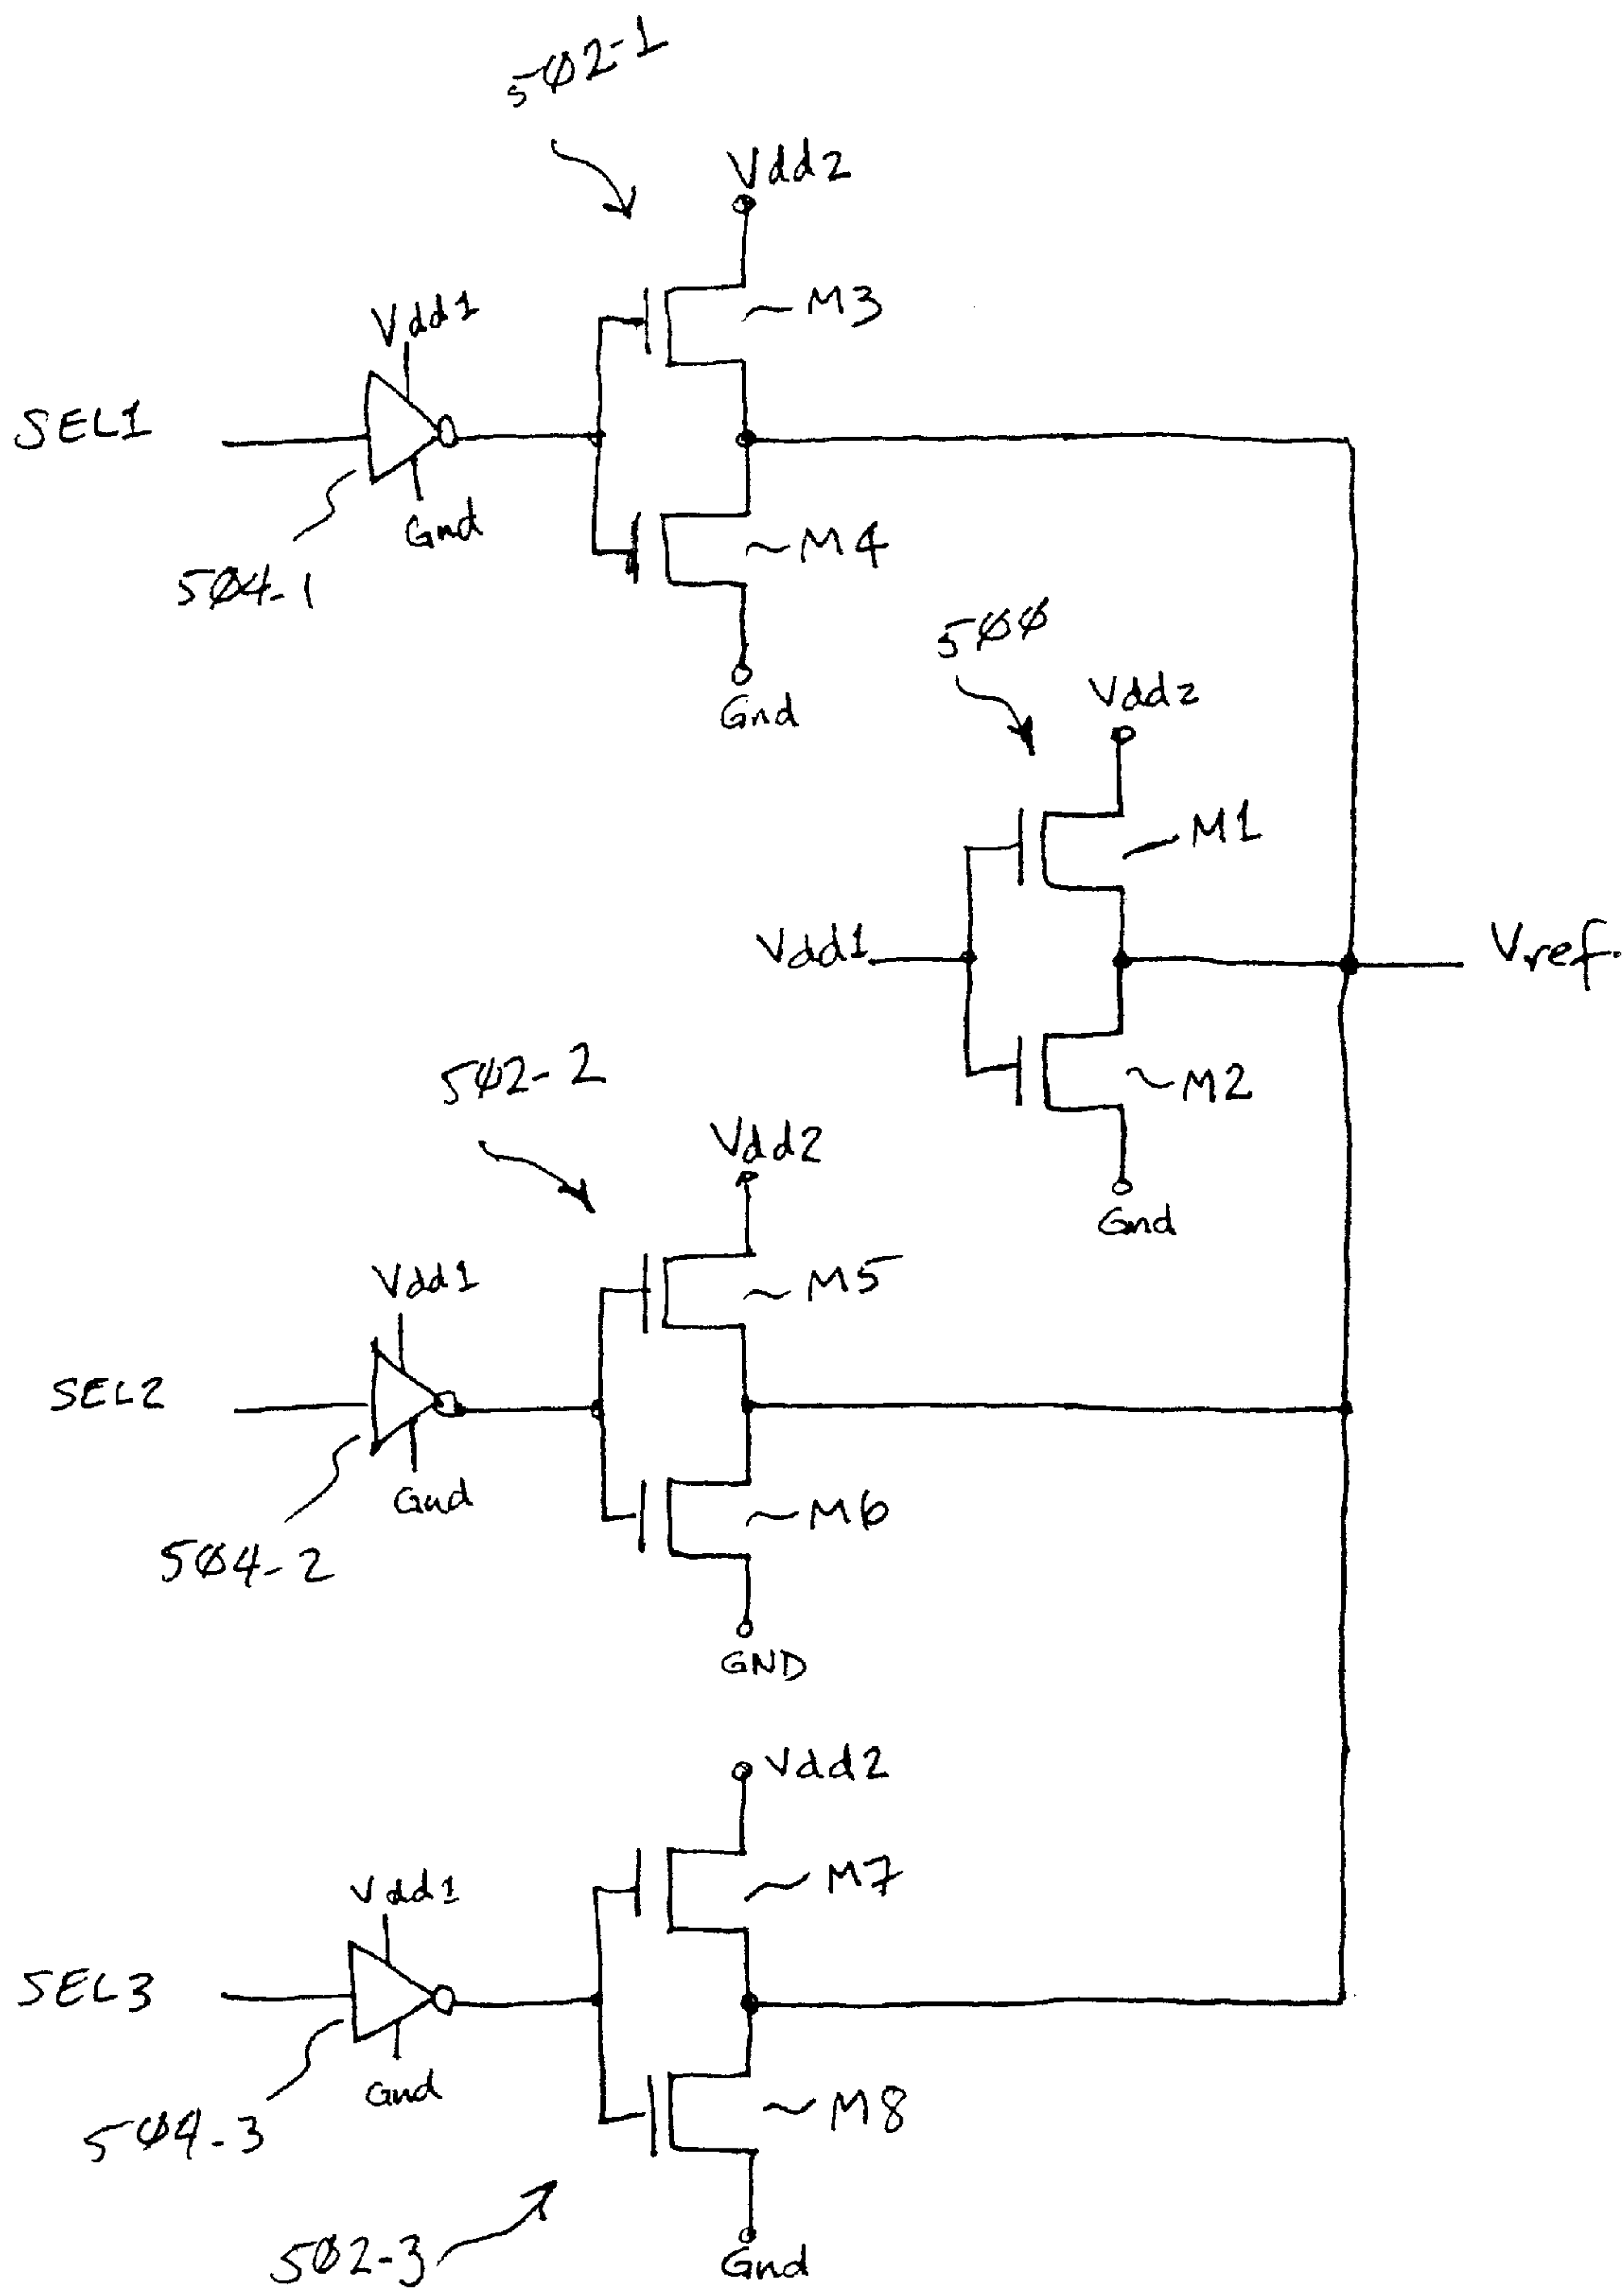 502-1
Vdd2
M3
Vdd1
SEL1
Gnd
M4
504-1
Gnd
500
Vdd2
M1
Vdd1
Vref.
M2
Gnd
502-2
Vdd2
M5
Vdd1
SEL2
Gnd
M6
504-2
GND
Vdd2
M7
Vdd1
SEL3
Gnd
M8
504-3
502-3
Gnd